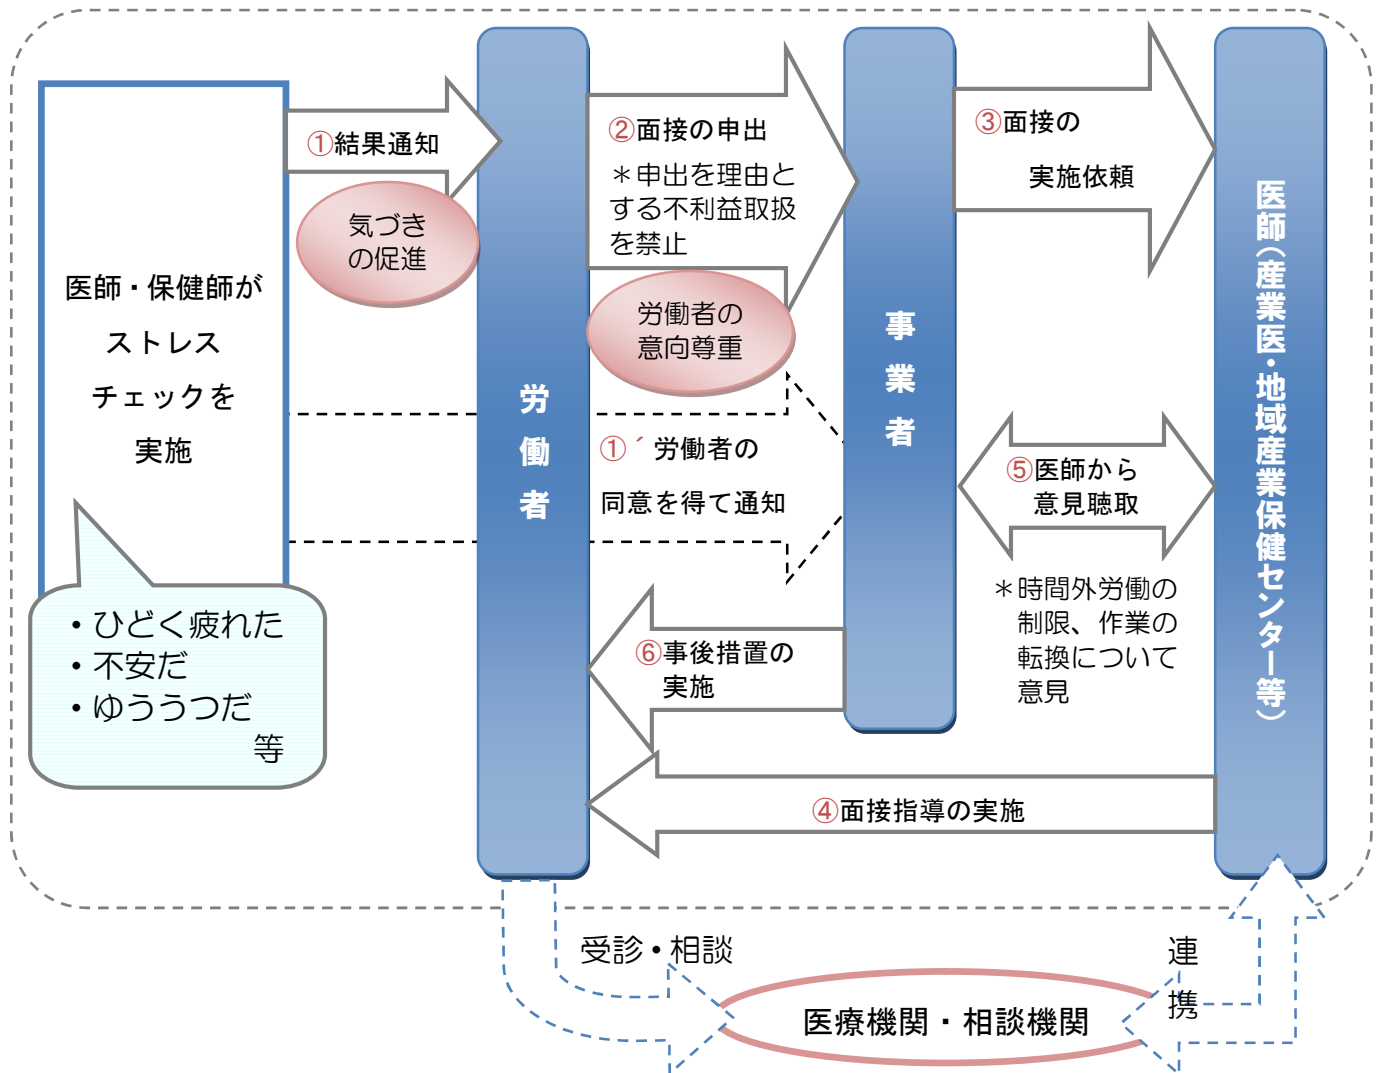 医師・保健師が
ストレス
チェックを
実施
・ひどく疲れた
・不安だ
・ゆううつだ
等
①結果通知
気づき
の促進
労働者
②面接の申出
＊申出を理由と
する不利益取扱
を禁止
労働者の
意向尊重
①´労働者の
同意を得て通知
事業者
③面接の
実施依頼
⑤医師から
意見聴取
＊時間外労働の
制限、作業の
転換について
意見
⑥事後措置の
実施
④面接指導の実施
医師（産業医・地域産業保健センター等）
受診・相談
医療機関・相談機関
連
携